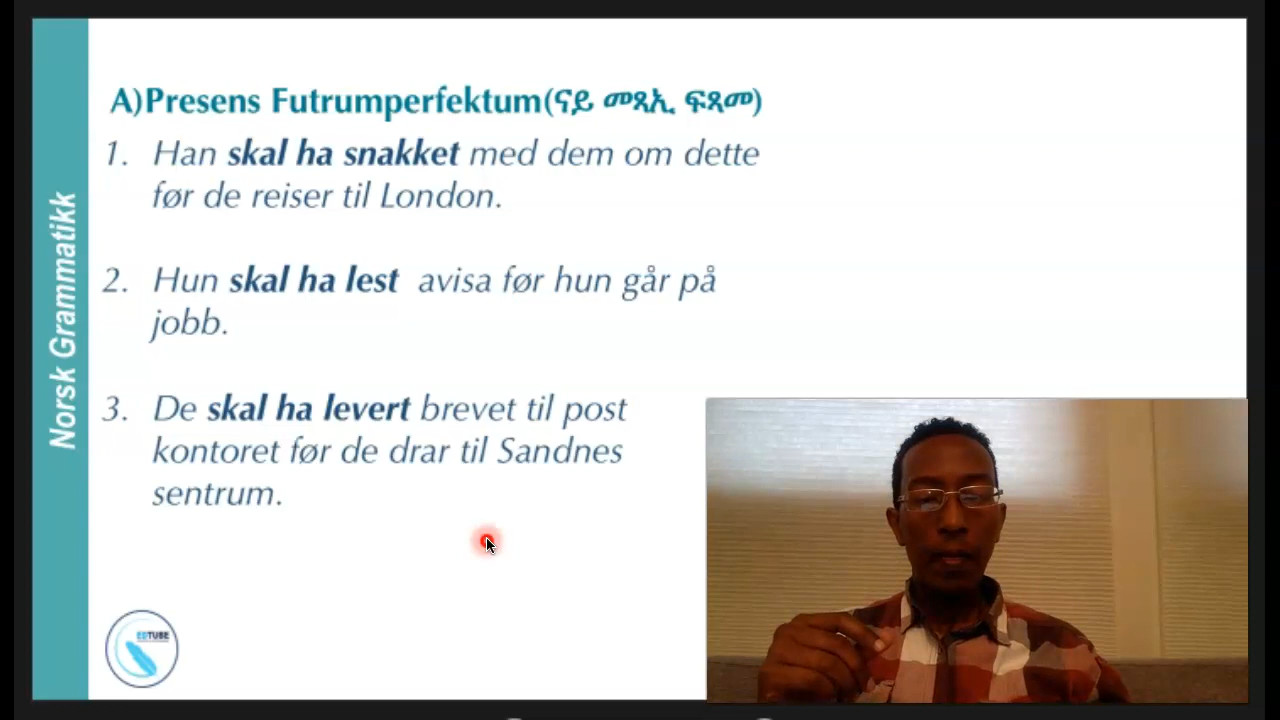 A)Presens Futrumperfektum(ናይ መጻኢ ፍጻመ)
1. Han skal ha snakket med dem om dette
før de reiser til London.
2. Hun skal ha lest avisa før hun går på
jobb.
3. De skal ha levert brevet til post
kontoret før de drar til Sandnes
sentrum.
Norsk Grammatikk
EDTUBE